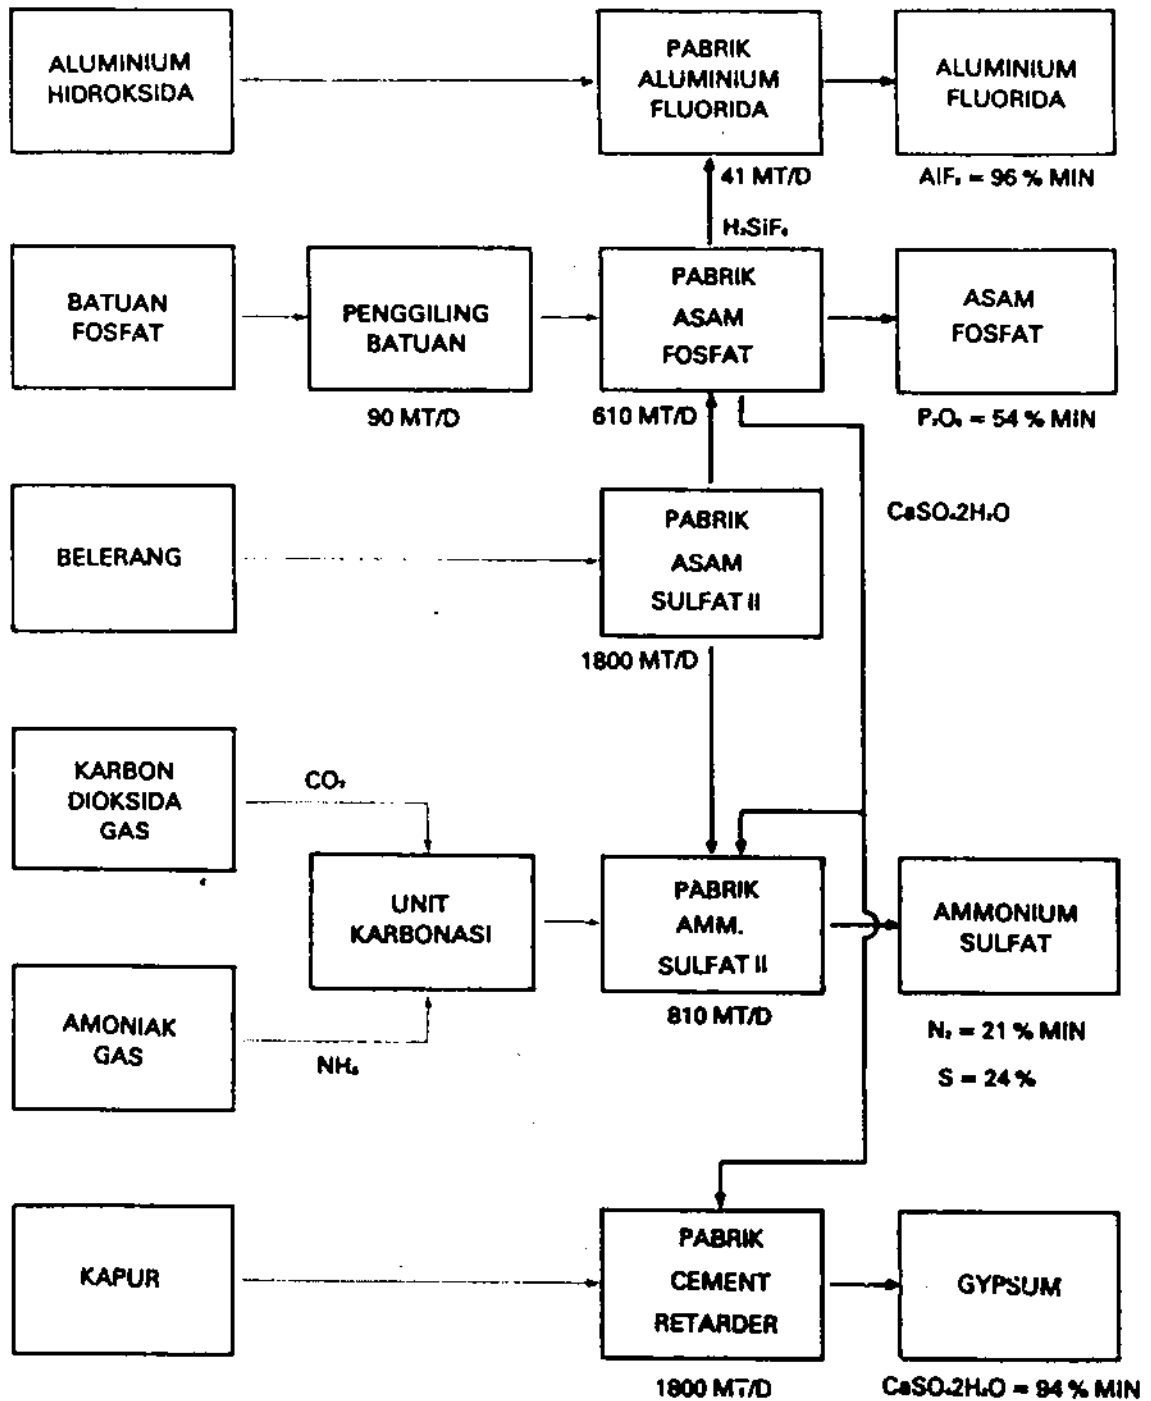 ALUMINIUM
HIDROKSIDA
PABRIK
ALUMINIUM
FLUORIDA
ALUMINIUM
FLUORIDA
41 MT/D
AlF₃ = 96 % MIN
H₂SiF₆
BATUAN
FOSFAT
PENGGILING
BATUAN
PABRIK
ASAM
FOSFAT
ASAM
FOSFAT
90 MT/D
610 MT/D
P₂O₅ = 54 % MIN
BELERANG
PABRIK
ASAM
SULFAT II
CaSO₄2H₂O
1800 MT/D
KARBON
DIOKSIDA
GAS
CO₂
UNIT
KARBONASI
PABRIK
AMM.
SULFAT II
AMMONIUM
SULFAT
810 MT/D
N₂ = 21 % MIN
S = 24 %
AMONIAK
GAS
NH₃
KAPUR
PABRIK
CEMENT
RETARDER
GYPSUM
1800 MT/D
CaSO₄2H₂O = 94 % MIN